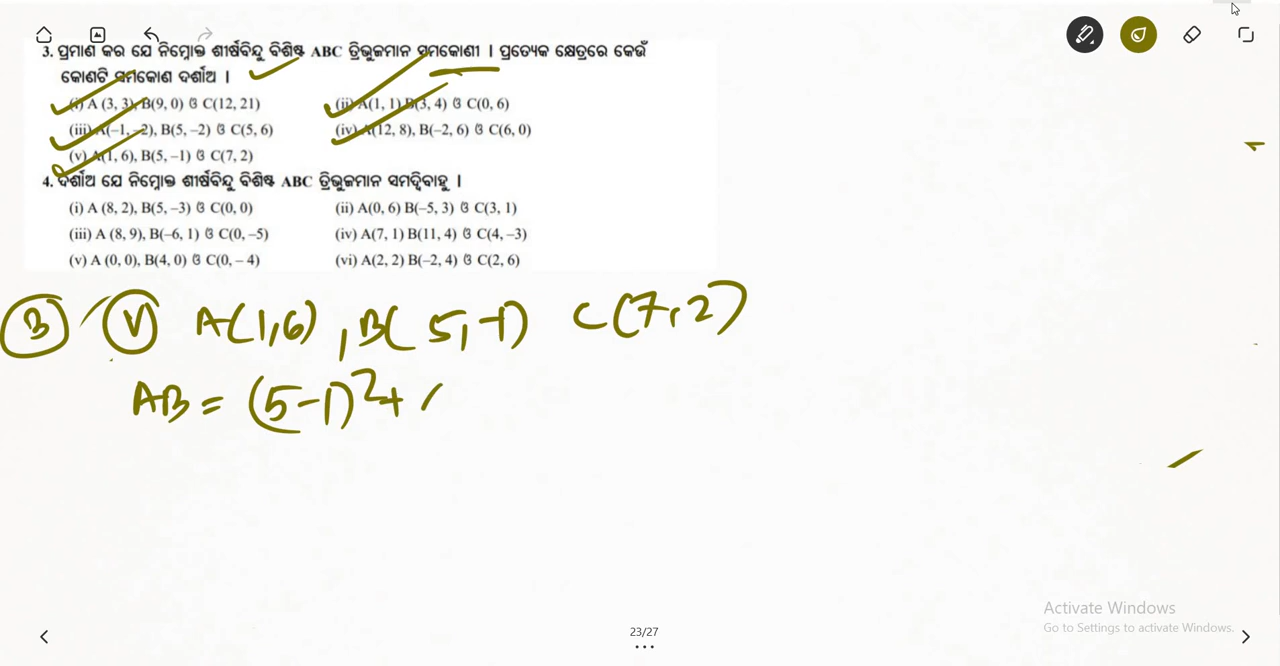 3. ପ୍ରମାଣ କର ଯେ ନିମ୍ନୋକ୍ତ ଶୀର୍ଷବିନ୍ଦୁ ବିଶିଷ୍ଟ ABC ତ୍ରିଭୁଜମାନ ସମକୋଣୀ । ପ୍ରତ୍ୟେକ କ୍ଷେତ୍ରରେ କେଉଁ
କୋଣଟି ସମକୋଣ ଦର୍ଶାଅ ।
(i) A (3, 3), B(9, 0) ଓ C(12, 21) (ii) A(1, 1) B(3, 4) ଓ C(0, 6)
(iii) A(−1, −2), B(5, −2) ଓ C(5, 6) (iv) A(12, 8), B(−2, 6) ଓ C(6, 0)
(v) A(1, 6), B(5, −1) ଓ C(7, 2)
4. ଦର୍ଶାଅ ଯେ ନିମ୍ନୋକ୍ତ ଶୀର୍ଷବିନ୍ଦୁ ବିଶିଷ୍ଟ ABC ତ୍ରିଭୁଜମାନ ସମଦ୍ବିବାହୁ ।
(i) A (8, 2), B(5, −3) ଓ C(0, 0) (ii) A(0, 6) B(−5, 3) ଓ C(3, 1)
(iii) A (8, 9), B(−6, 1) ଓ C(0, −5) (iv) A(7, 1) B(11, 4) ଓ C(4, −3)
(v) A (0, 0), B(4, 0) ଓ C(0, − 4) (vi) A(2, 2) B(−2, 4) ଓ C(2, 6)
3 (v) A(1,6), B(5,-1) C(7,2)
AB = (5-1)²+ (
23/27
Activate Windows
Go to Settings to activate Windows.